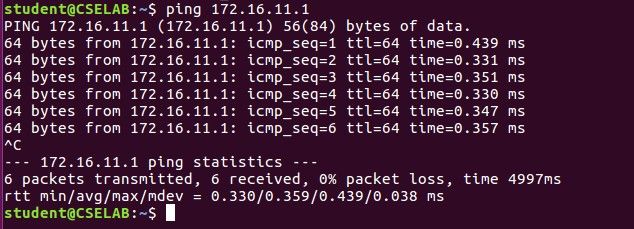 student@CSELAB:~$ ping 172.16.11.1
PING 172.16.11.1 (172.16.11.1) 56(84) bytes of data.
64 bytes from 172.16.11.1: icmp_seq=1 ttl=64 time=0.439 ms
64 bytes from 172.16.11.1: icmp_seq=2 ttl=64 time=0.331 ms
64 bytes from 172.16.11.1: icmp_seq=3 ttl=64 time=0.351 ms
64 bytes from 172.16.11.1: icmp_seq=4 ttl=64 time=0.330 ms
64 bytes from 172.16.11.1: icmp_seq=5 ttl=64 time=0.347 ms
64 bytes from 172.16.11.1: icmp_seq=6 ttl=64 time=0.357 ms
^C
--- 172.16.11.1 ping statistics ---
6 packets transmitted, 6 received, 0% packet loss, time 4997ms
rtt min/avg/max/mdev = 0.330/0.359/0.439/0.038 ms
student@CSELAB:~$